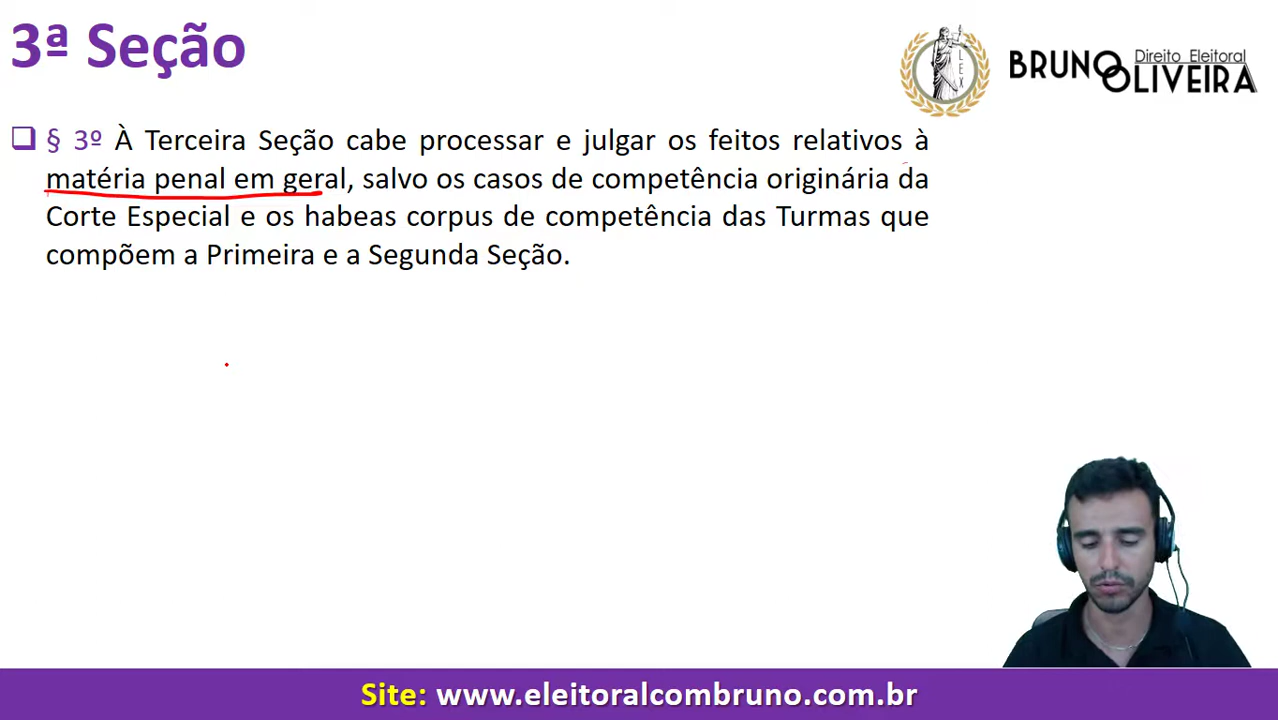 3ª Seção
LEX
Direito Eleitoral
BRUNO
OLIVEIRA
§ 3º À Terceira Seção cabe processar e julgar os feitos relativos à
matéria penal em geral, salvo os casos de competência originária da
Corte Especial e os habeas corpus de competência das Turmas que
compõem a Primeira e a Segunda Seção.
Site: www.eleitoralcombruno.com.br